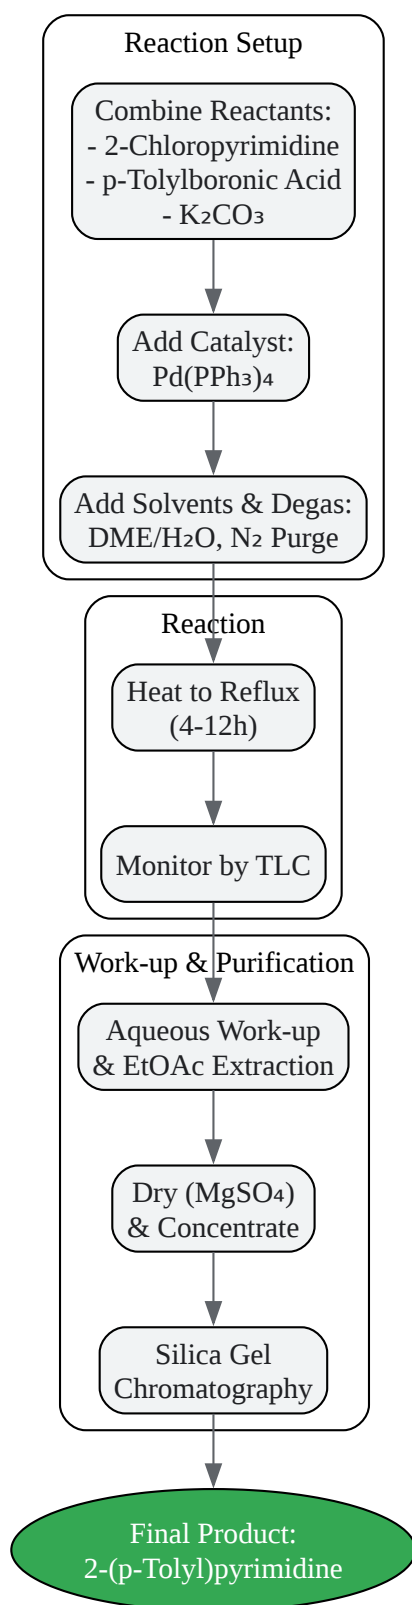 Reaction Setup
Combine Reactants:
- 2-Chloropyrimidine
- p-Tolylboronic Acid
- K₂CO₃
Add Catalyst:
Pd(PPh₃)₄
Add Solvents & Degas:
DME/H₂O, N₂ Purge
Reaction
Heat to Reflux
(4-12h)
Monitor by TLC
Work-up & Purification
Aqueous Work-up
& EtOAc Extraction
Dry (MgSO₄)
& Concentrate
Silica Gel
Chromatography
Final Product:
2-(p-Tolyl)pyrimidine